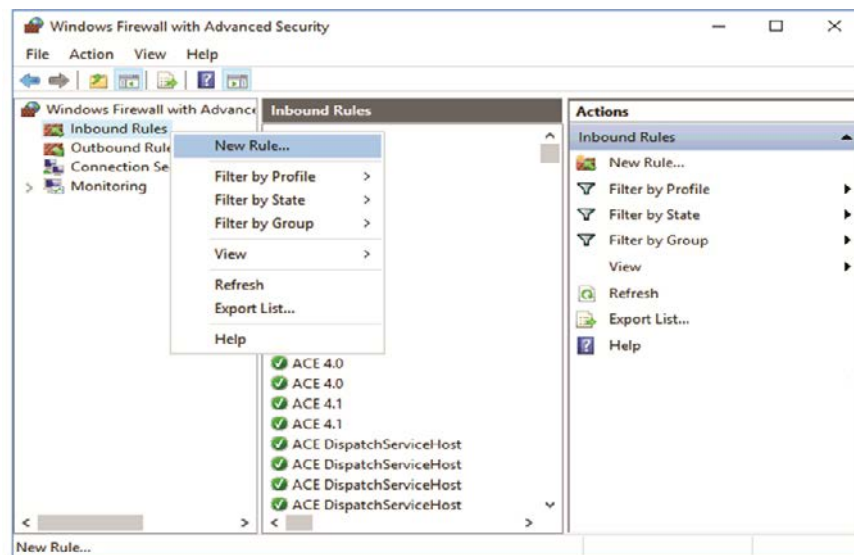 Windows Firewall with Advanced Security
File Action View Help
Windows Firewall with Advance
Inbound Rules
Outbound Rule
Connection Se
Monitoring
New Rule...
Filter by Profile
Filter by State
Filter by Group
View
Refresh
Export List...
Help
Inbound Rules
ACE 4.0
ACE 4.0
ACE 4.1
ACE 4.1
ACE DispatchServiceHost
ACE DispatchServiceHost
ACE DispatchServiceHost
ACE DispatchServiceHost
Actions
Inbound Rules
New Rule...
Filter by Profile
Filter by State
Filter by Group
View
Refresh
Export List...
Help
New Rule...